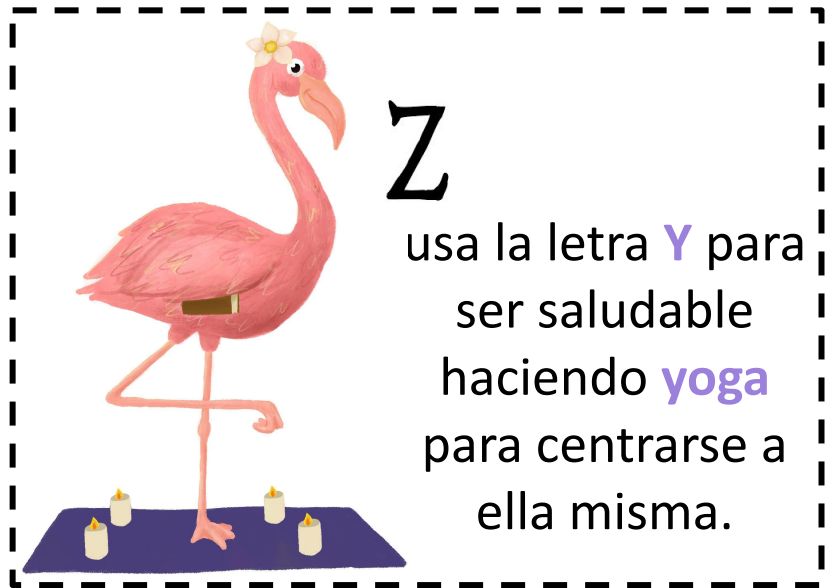 Z
usa la letra Y para
ser saludable
haciendo yoga
para centrarse a
ella misma.